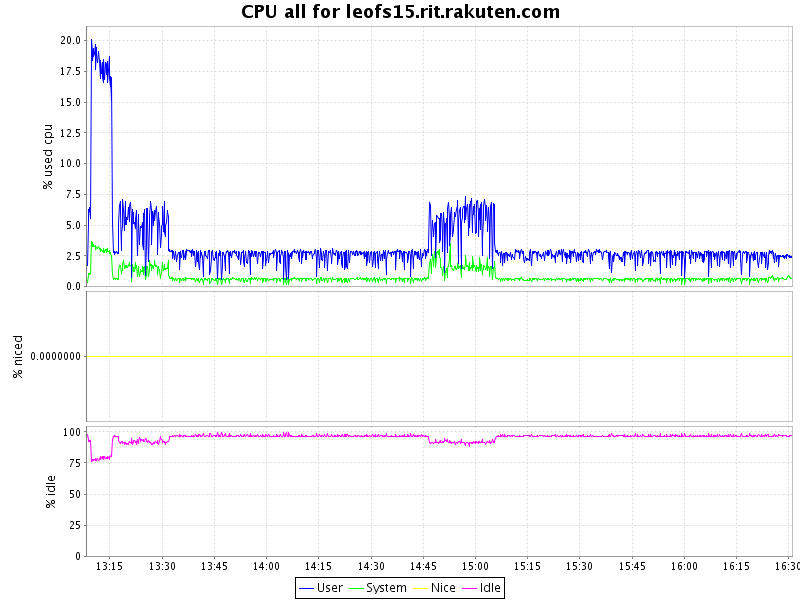 CPU all for leofs15.rit.rakuten.com
% used cpu
20.0
17.5
15.0
12.5
10.0
7.5
5.0
2.5
0.0
% niced
0.0000000
% idle
100
75
50
25
0
13:15 13:30 13:45 14:00 14:15 14:30 14:45 15:00 15:15 15:30 15:45 16:00 16:15 16:30
User System Nice Idle